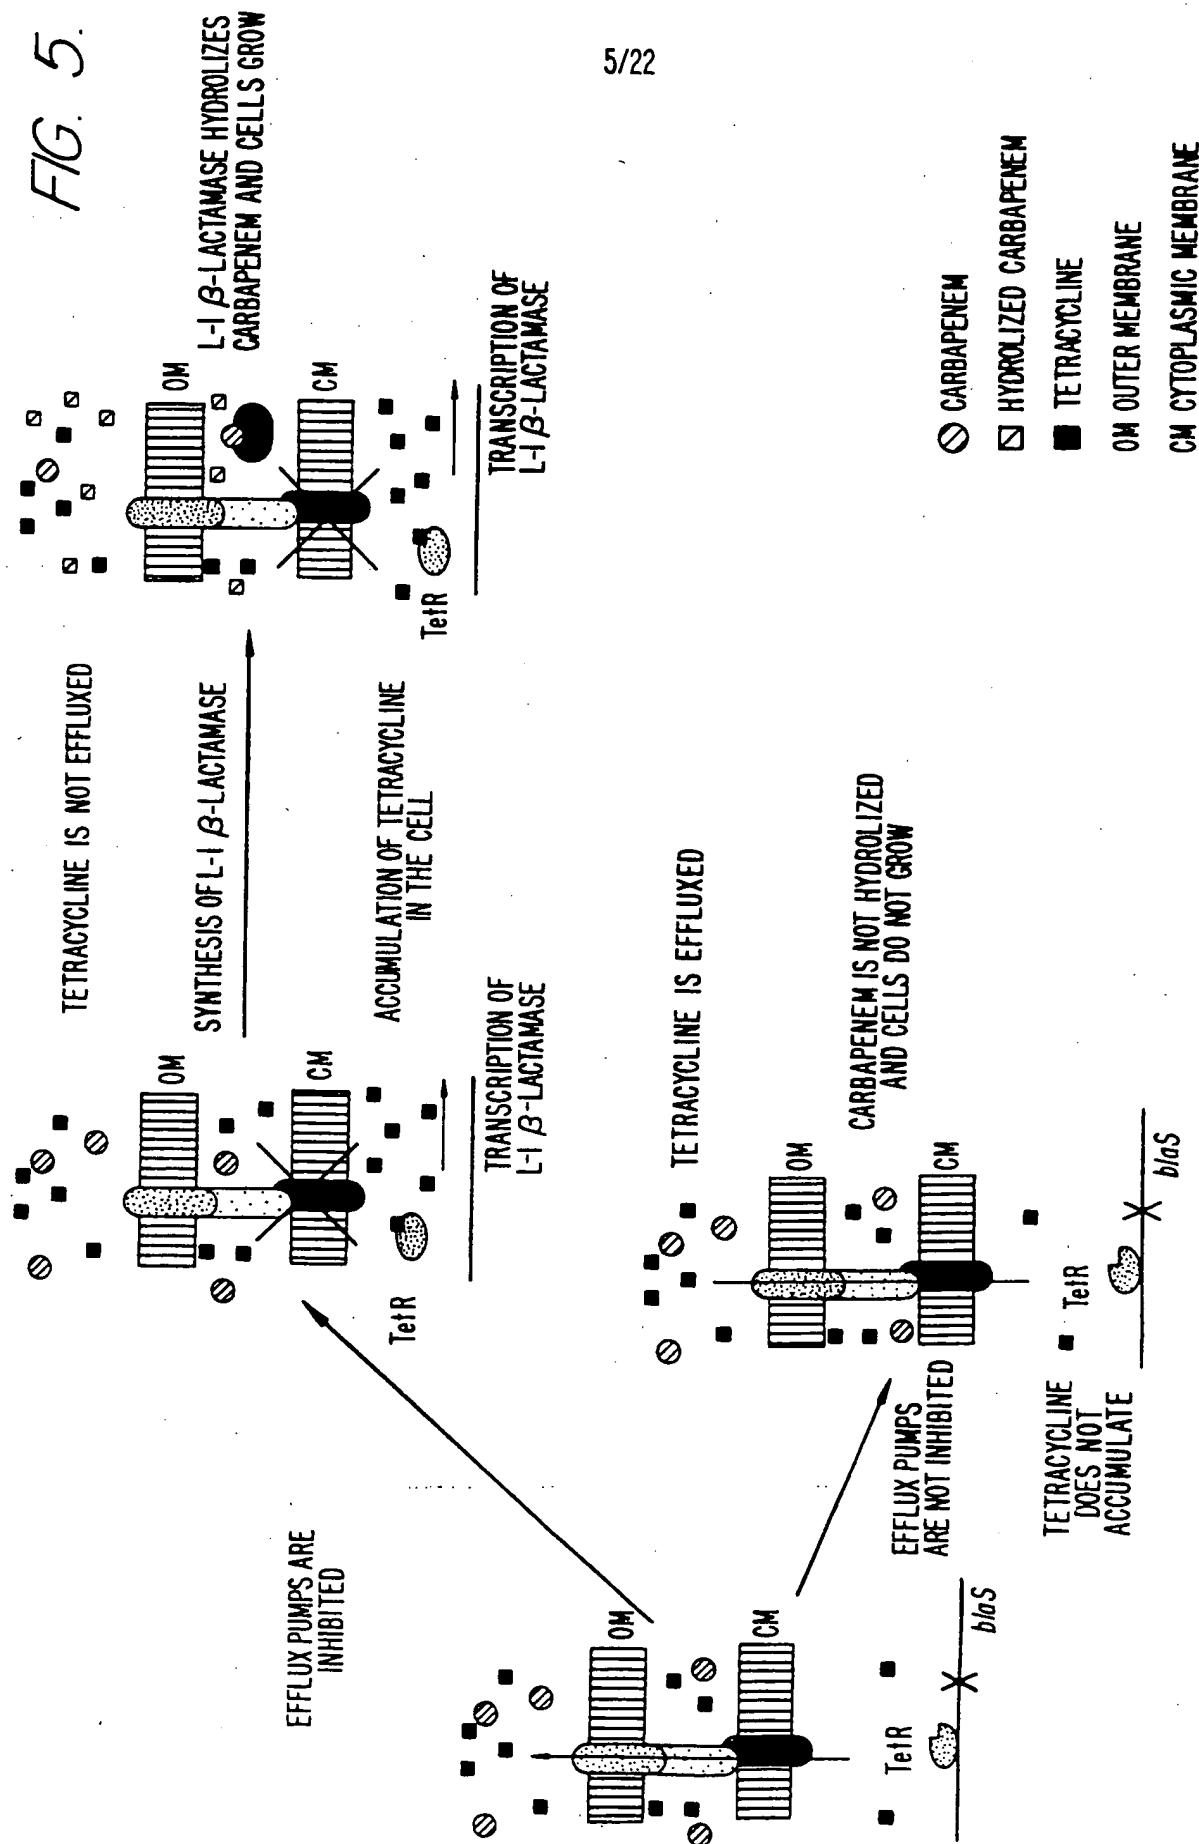 5/22
FIG. 5.
EFFLUX PUMPS ARE
INHIBITED
OM
CM
TetR
blaS
TETRACYCLINE IS NOT EFFLUXED
SYNTHESIS OF L-1 β-LACTAMASE
ACCUMULATION OF TETRACYCLINE
IN THE CELL
OM
CM
TetR
TRANSCRIPTION OF
L-1 β-LACTAMASE
L-1 β-LACTAMASE HYDROLIZES
CARBAPENEM AND CELLS GROW
OM
CM
TetR
TRANSCRIPTION OF
L-1 β-LACTAMASE
EFFLUX PUMPS
ARE NOT INHIBITED
TETRACYCLINE
DOES NOT
ACCUMULATE
TETRACYCLINE IS EFFLUXED
OM
CM
TetR
blaS
CARBAPENEM IS NOT HYDROLIZED
AND CELLS DO NOT GROW
CARBAPENEM
HYDROLIZED CARBAPENEM
TETRACYCLINE
OM OUTER MEMBRANE
CM CYTOPLASMIC MEMBRANE